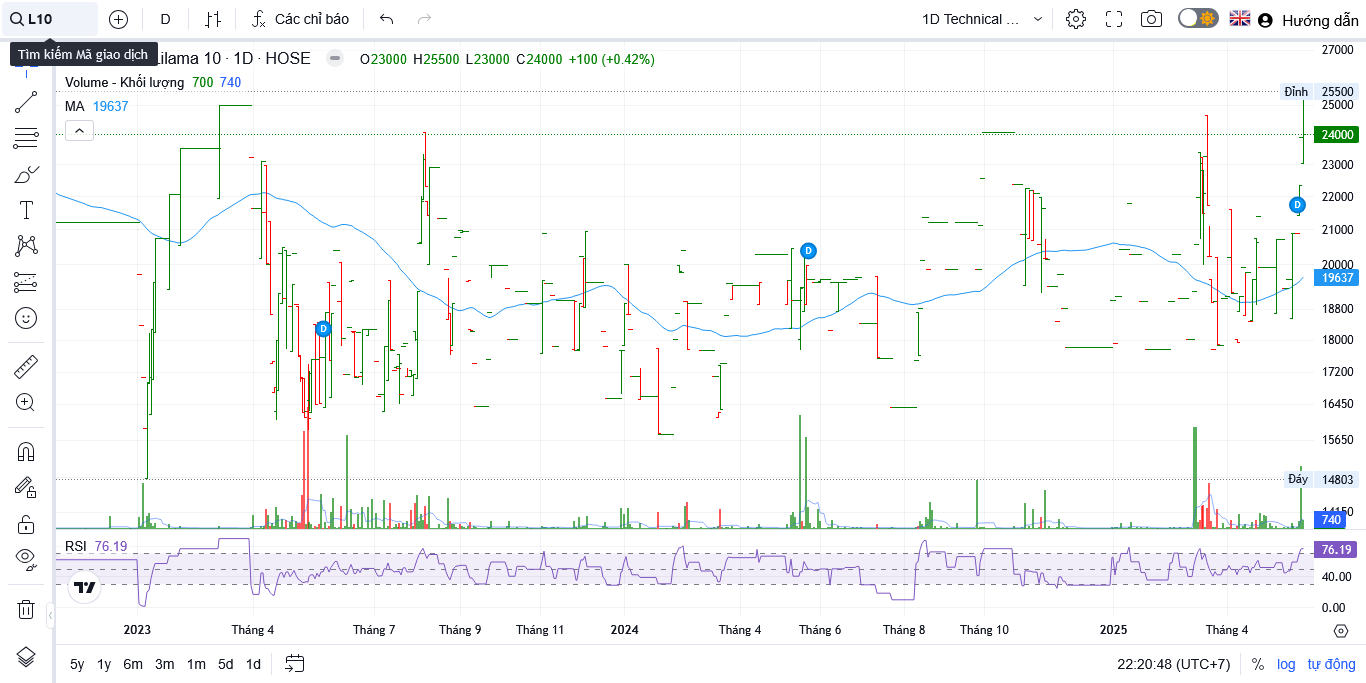 L10 D Các chỉ báo 1D Technical ... Hướng dẫn
Tìm kiếm Mã giao dịch
Lilama 10 · 1D · HOSE O23000 H25500 L23000 C24000 +100 (+0.42%)
Volume - Khối lượng 700 740
MA 19637
27000
Đỉnh 25500
25000
24000
23000
22000
D
21000
D
20000
19637
18800
D
18000
17200
16450
15650
Đáy 14803
14450
740
RSI 76.19
76.19
40.00
0.00
2023 Tháng 4 Tháng 7 Tháng 9 Tháng 11 2024 Tháng 4 Tháng 6 Tháng 8 Tháng 10 2025 Tháng 4
5y 1y 6m 3m 1m 5d 1d 22:20:48 (UTC+7) % log tự động